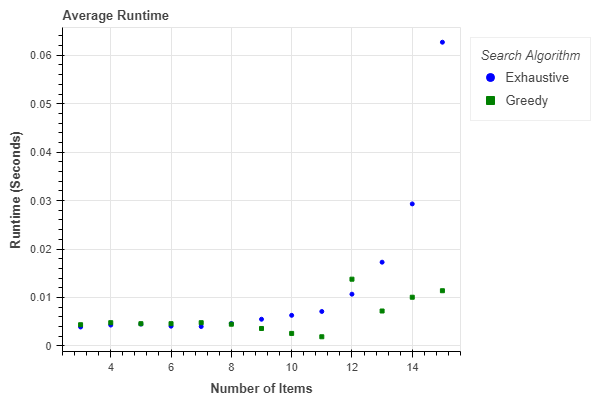 Average Runtime
Search Algorithm
Exhaustive
Greedy
Runtime (Seconds)
0.06
0.05
0.04
0.03
0.02
0.01
0
4 6 8 10 12 14
Number of Items